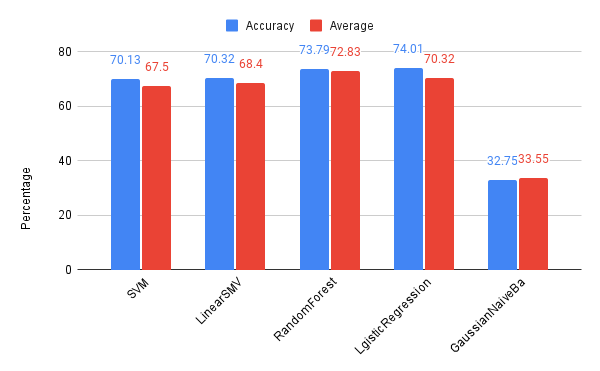 Accuracy Average
80
60
40
20
0
Percentage
70.13 67.5
70.32 68.4
73.79 72.83
74.01 70.32
32.75 33.55
SVM
LinearSMV
RandomForest
LgisticRegression
GaussianNaiveBa